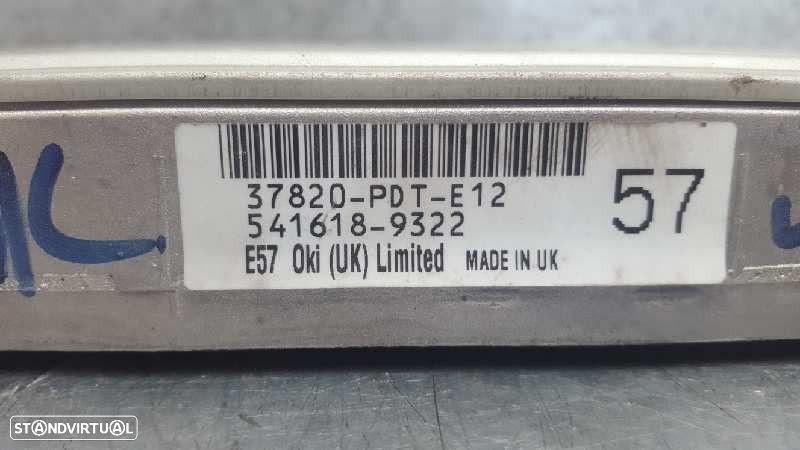 37820-PDT-E12
541618-9322
57
E57 Oki (UK) Limited MADE IN UK
STANDVIRTUAL